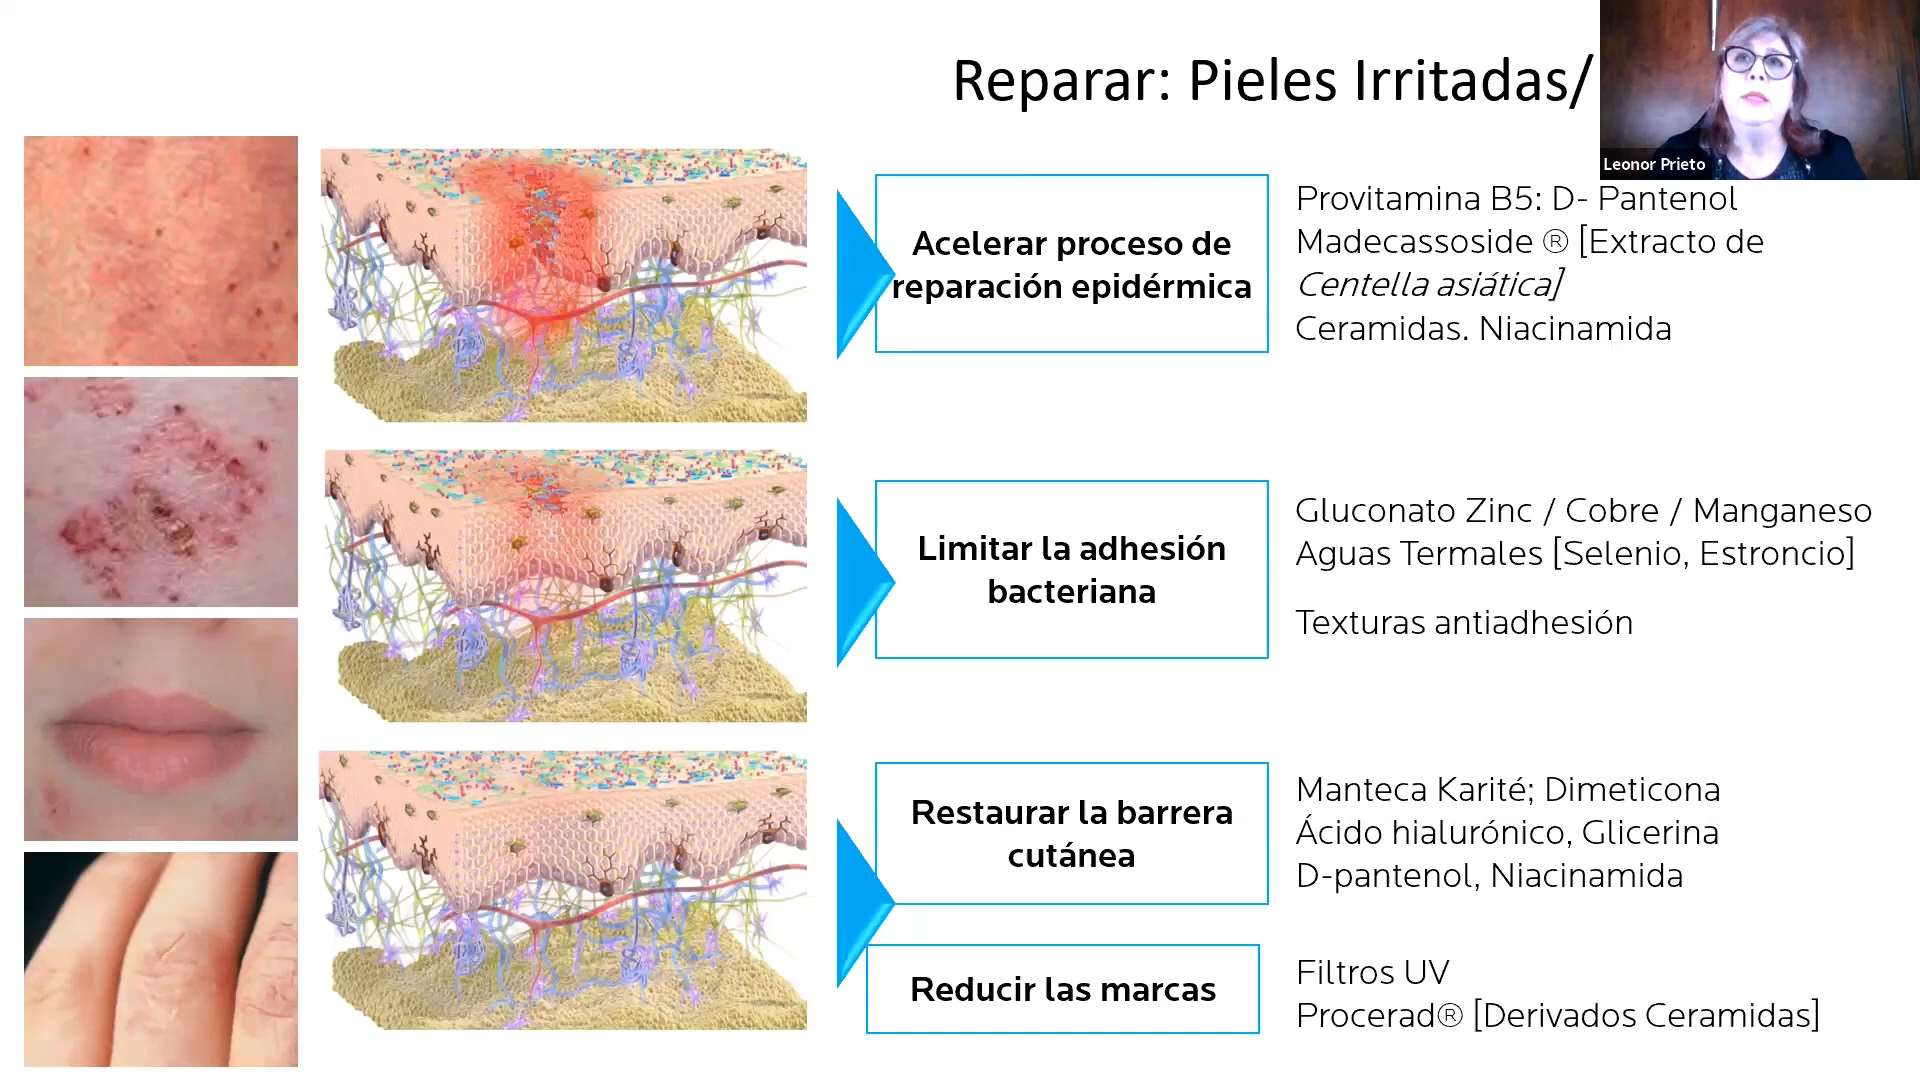 Reparar: Pieles Irritadas/
Leonor Prieto
Acelerar proceso de
reparación epidérmica
Provitamina B5: D- Pantenol
Madecassoside ® [Extracto de
Centella asiática]
Ceramidas. Niacinamida
Limitar la adhesión
bacteriana
Gluconato Zinc / Cobre / Manganeso
Aguas Termales [Selenio, Estroncio]
Texturas antiadhesión
Restaurar la barrera
cutánea
Manteca Karité; Dimeticona
Ácido hialurónico, Glicerina
D-pantenol, Niacinamida
Reducir las marcas
Filtros UV
Procerad® [Derivados Ceramidas]